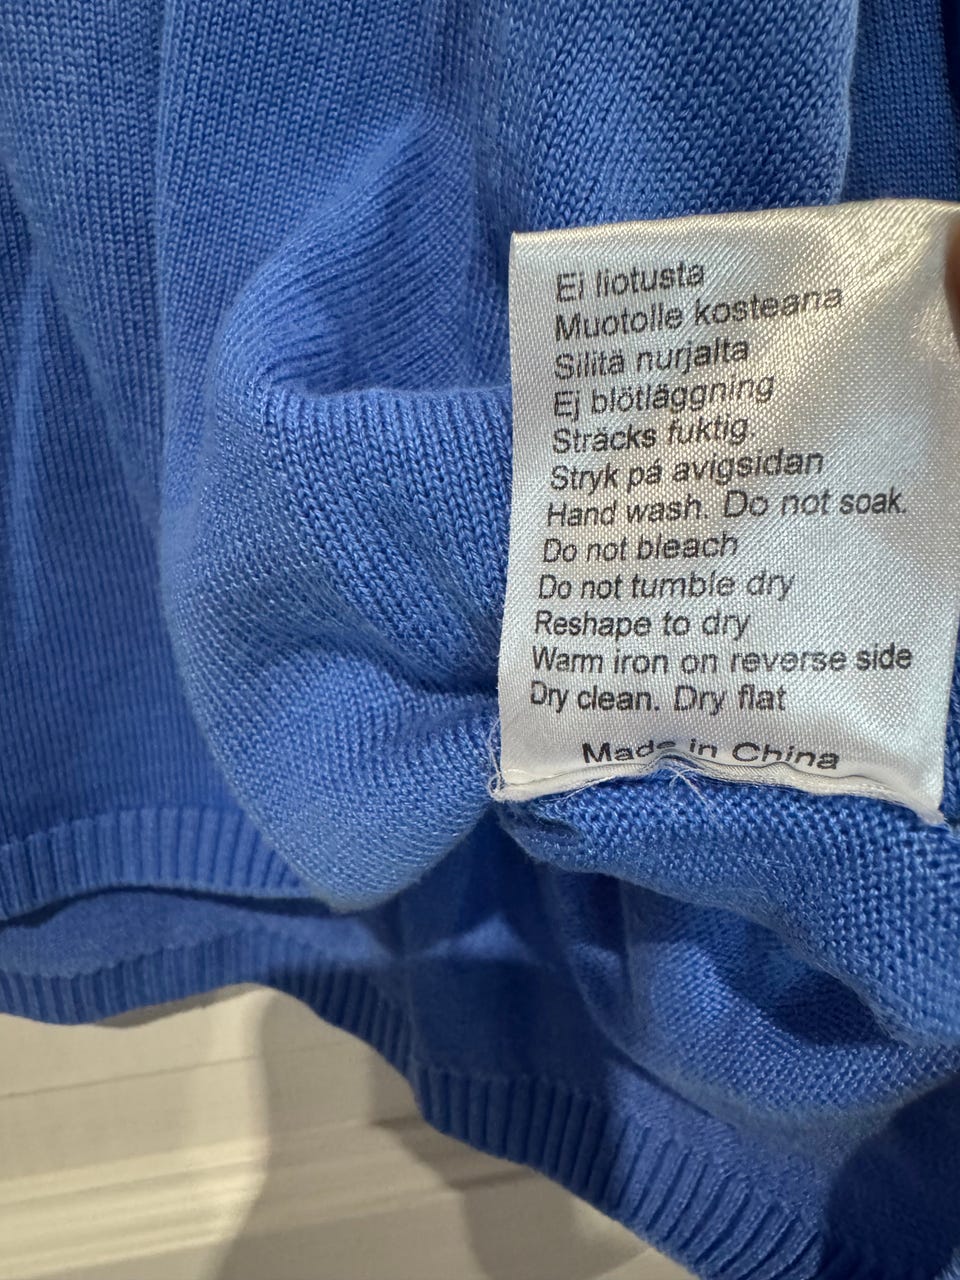 Ei liotusta
Muotolle kosteana
Silitä nurjalta
Ej blötläggning
Sträcks fuktig.
Stryk på avigsidan
Hand wash. Do not soak.
Do not bleach
Do not tumble dry
Reshape to dry
Warm iron on reverse side
Dry clean. Dry flat
Made in China